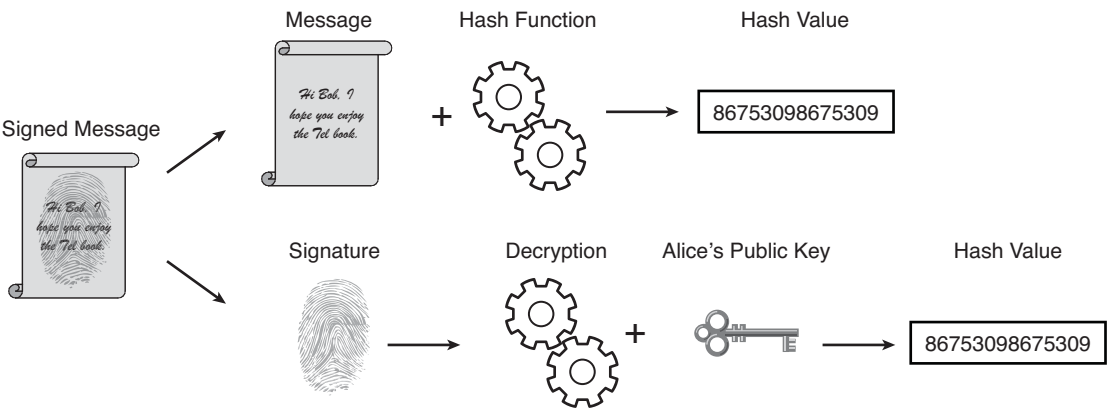 Message
Hash Function
Hash Value
Hi Bob, I
hope you enjoy
the Tel book.
+
86753098675309
Signed Message
Hi Bob, I
hope you enjoy
the Tel book.
Signature
Decryption
Alice's Public Key
Hash Value
+
86753098675309